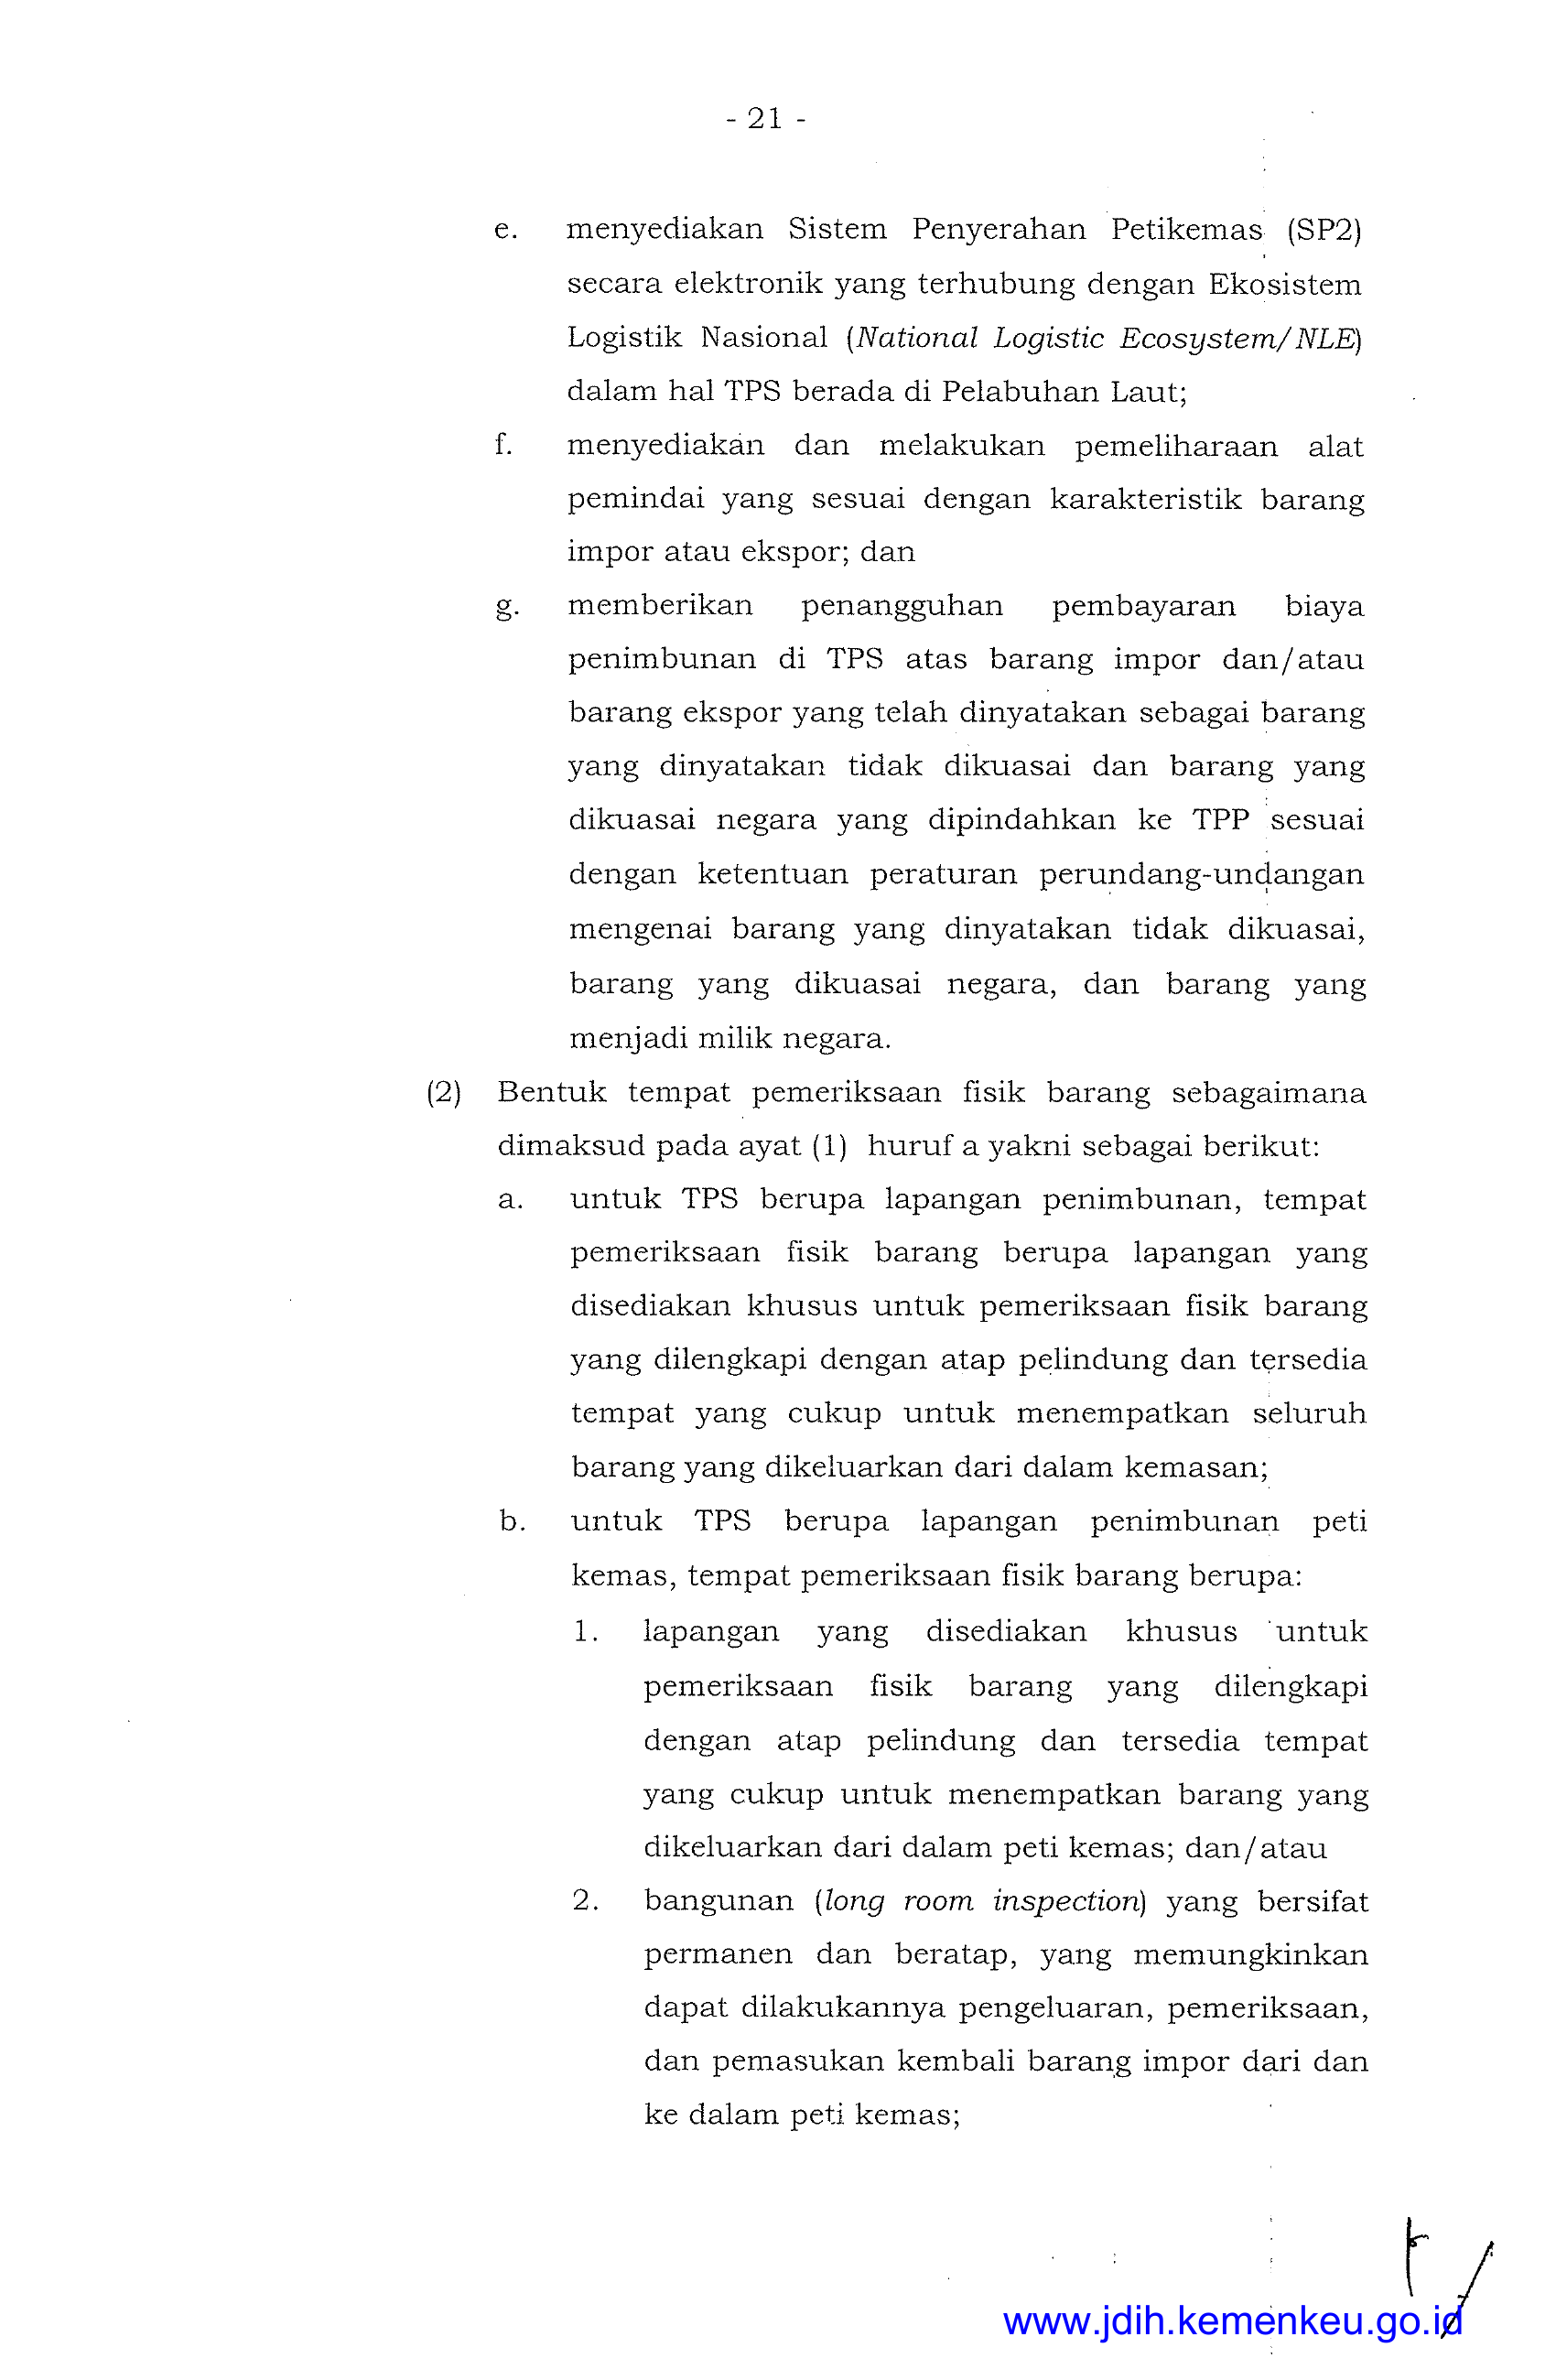 - 21 -
e. menyediakan Sistem Penyerahan Petikemas (SP2)
secara elektronik yang terhubung dengan Ekosistem
Logistik Nasional (National Logistic Ecosystem/NLE)
dalam hal TPS berada di Pelabuhan Laut;
f. menyediakan dan melakukan pemeliharaan alat
pemindai yang sesuai dengan karakteristik barang
impor atau ekspor; dan
g. memberikan penangguhan pembayaran biaya
penimbunan di TPS atas barang impor dan/atau
barang ekspor yang telah dinyatakan sebagai barang
yang dinyatakan tidak dikuasai dan barang yang
dikuasai negara yang dipindahkan ke TPP sesuai
dengan ketentuan peraturan perundang-undangan
mengenai barang yang dinyatakan tidak dikuasai,
barang yang dikuasai negara, dan barang yang
menjadi milik negara.
(2) Bentuk tempat pemeriksaan fisik barang sebagaimana
dimaksud pada ayat (1) huruf a yakni sebagai berikut:
a. untuk TPS berupa lapangan penimbunan, tempat
pemeriksaan fisik barang berupa lapangan yang
disediakan khusus untuk pemeriksaan fisik barang
yang dilengkapi dengan atap pelindung dan tersedia
tempat yang cukup untuk menempatkan seluruh
barang yang dikeluarkan dari dalam kemasan;
b. untuk TPS berupa lapangan penimbunan peti
kemas, tempat pemeriksaan fisik barang berupa:
1. lapangan yang disediakan khusus untuk
pemeriksaan fisik barang yang dilengkapi
dengan atap pelindung dan tersedia tempat
yang cukup untuk menempatkan barang yang
dikeluarkan dari dalam peti kemas; dan/atau
2. bangunan (long room inspection) yang bersifat
permanen dan beratap, yang memungkinkan
dapat dilakukannya pengeluaran, pemeriksaan,
dan pemasukan kembali barang impor dari dan
ke dalam peti kemas;
www.jdih.kemenkeu.go.id